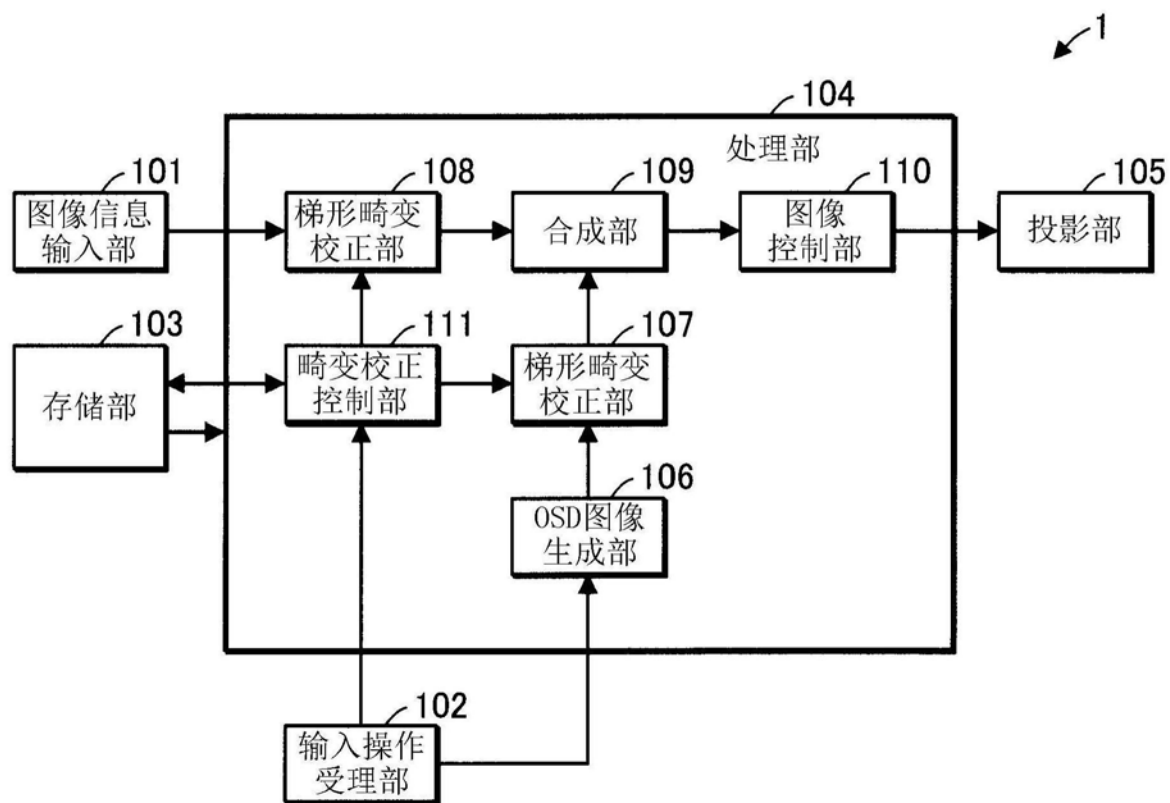 1
104
处理部
101
图像信息
输入部
108
梯形畸变
校正部
109
合成部
110
图像
控制部
105
投影部
103
存储部
111
畸变校正
控制部
107
梯形畸变
校正部
106
OSD图像
生成部
102
输入操作
受理部